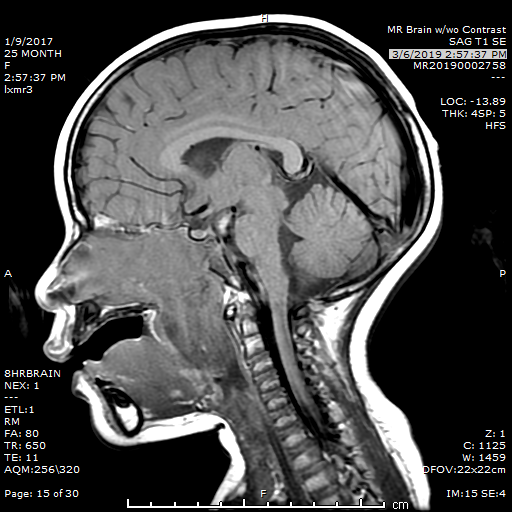 H
1/9/2017
25 MONTH
F
2:57:37 PM
lxmr3
MR Brain w/wo Contrast
SAG T1 SE
3/6/2019 2:57:37 PM
MR20190002758
---
LOC: -13.89
THK: 4SP: 5
HFS
A
P
8HRBRAIN
NEX: 1
---
ETL:1
RM
FA: 80
TR: 650
TE: 11
AQM:256\320
Page: 15 of 30
F
cm
Z: 1
C: 1125
W: 1459
DFOV:22x22cm
IM:15 SE:4